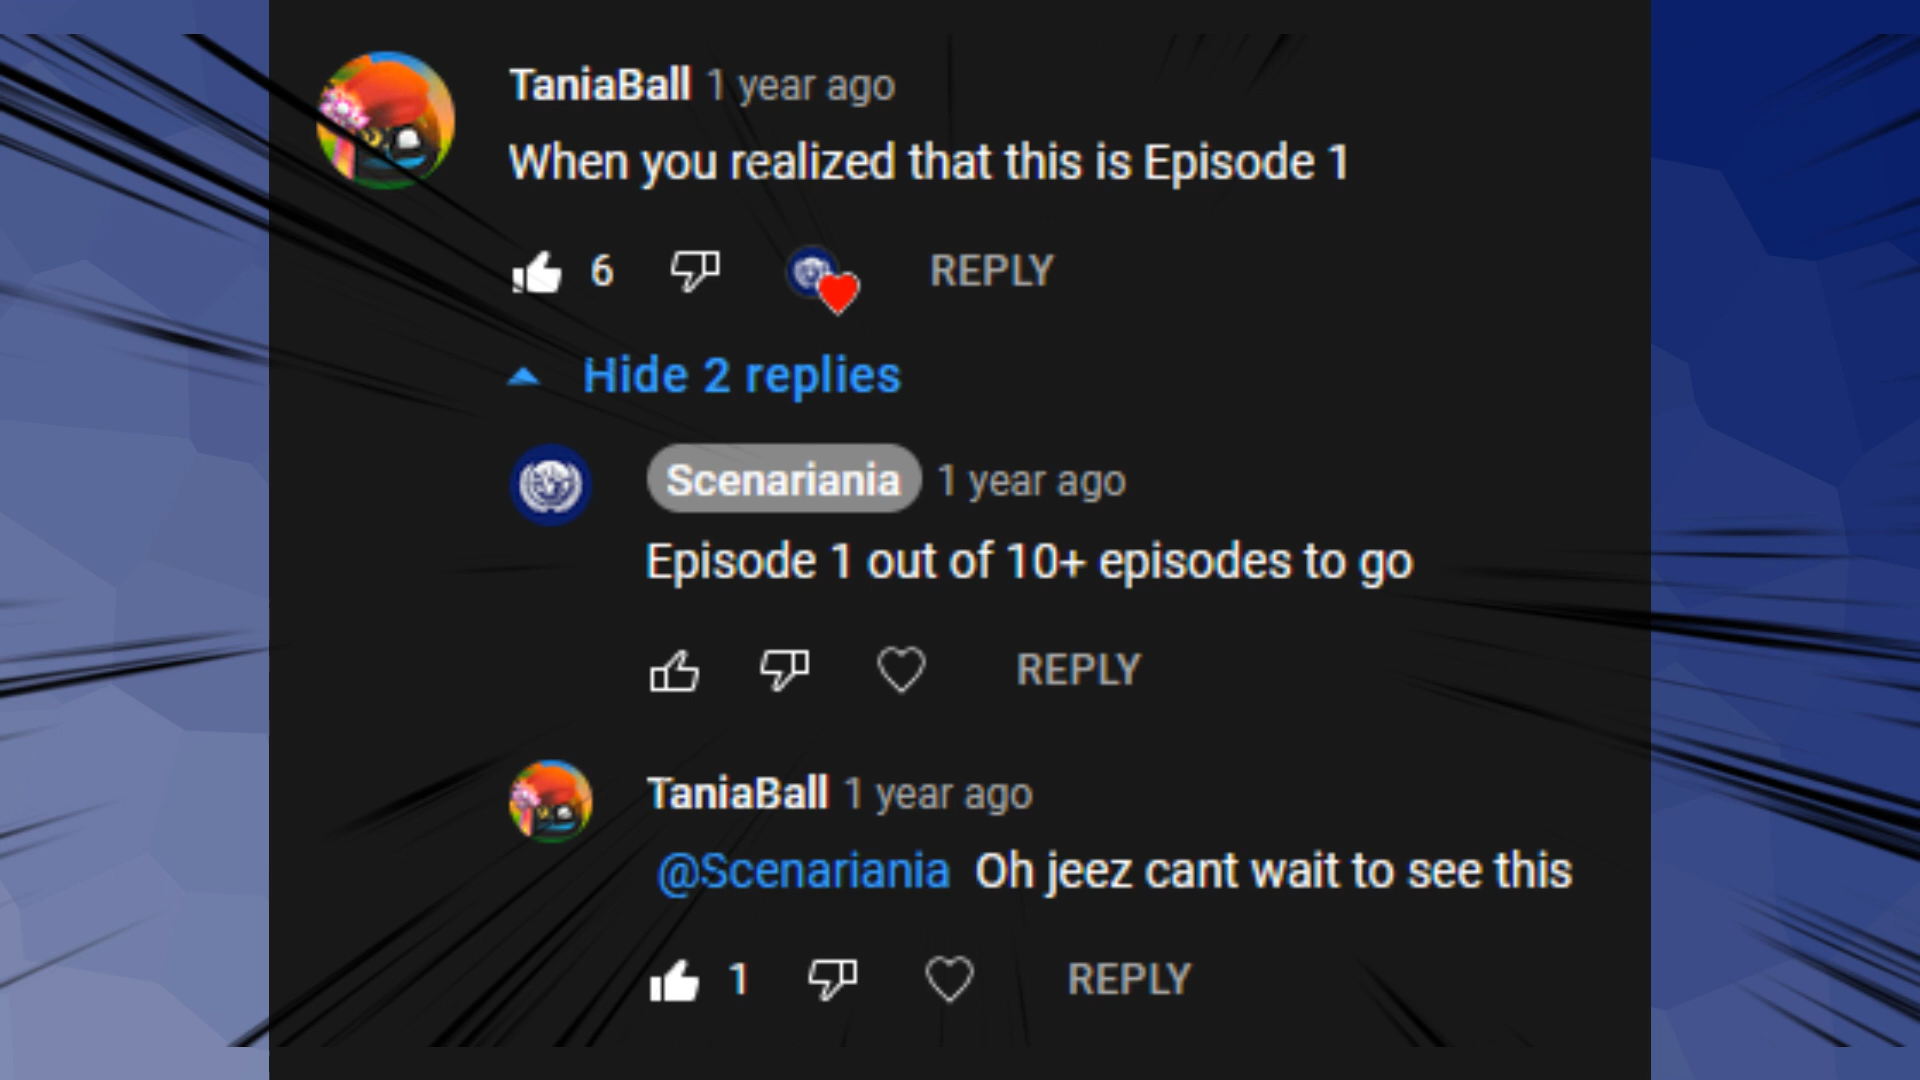 TaniaBall 1 year ago
When you realized that this is Episode 1
6 REPLY
Hide 2 replies
Scenariania 1 year ago
Episode 1 out of 10+ episodes to go
REPLY
TaniaBall 1 year ago
@Scenariania Oh jeez cant wait to see this
1 REPLY